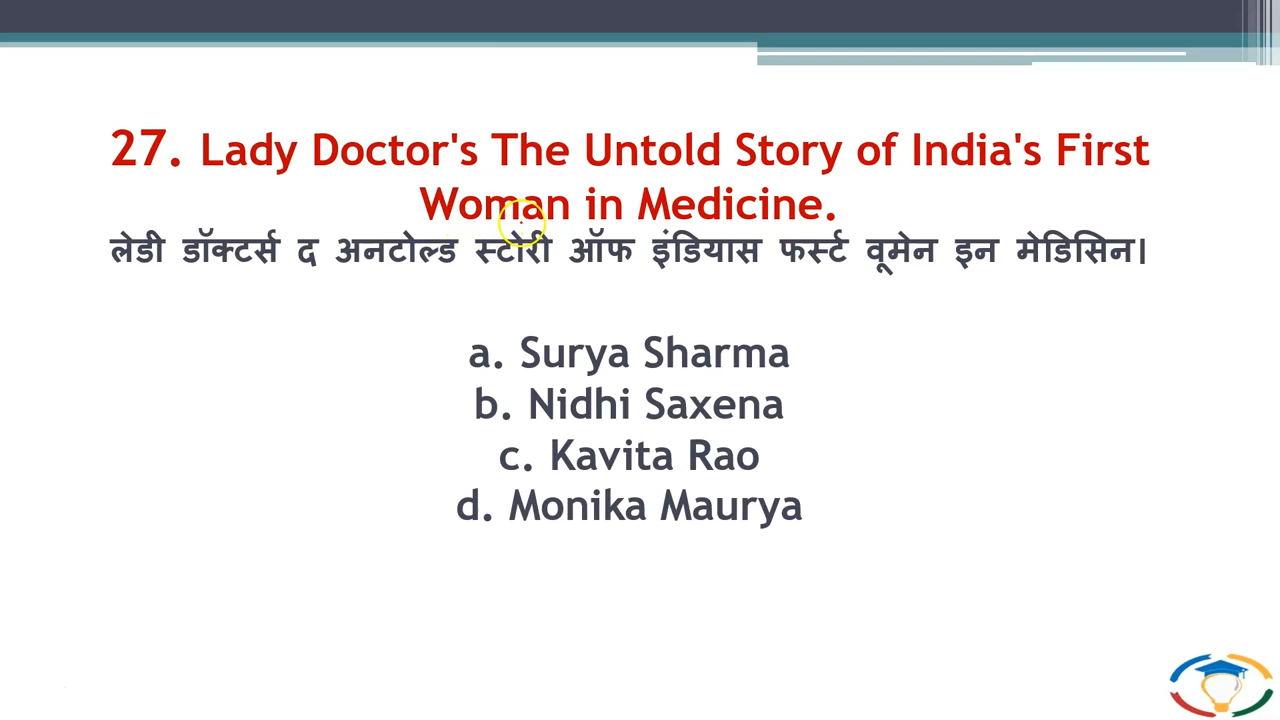 27. Lady Doctor's The Untold Story of India's First
Woman in Medicine.
लेडी डॉक्टर्स द अनटोल्ड स्टोरी ऑफ इंडियास फर्स्ट वूमेन इन मेडिसिन।
a. Surya Sharma
b. Nidhi Saxena
c. Kavita Rao
d. Monika Maurya